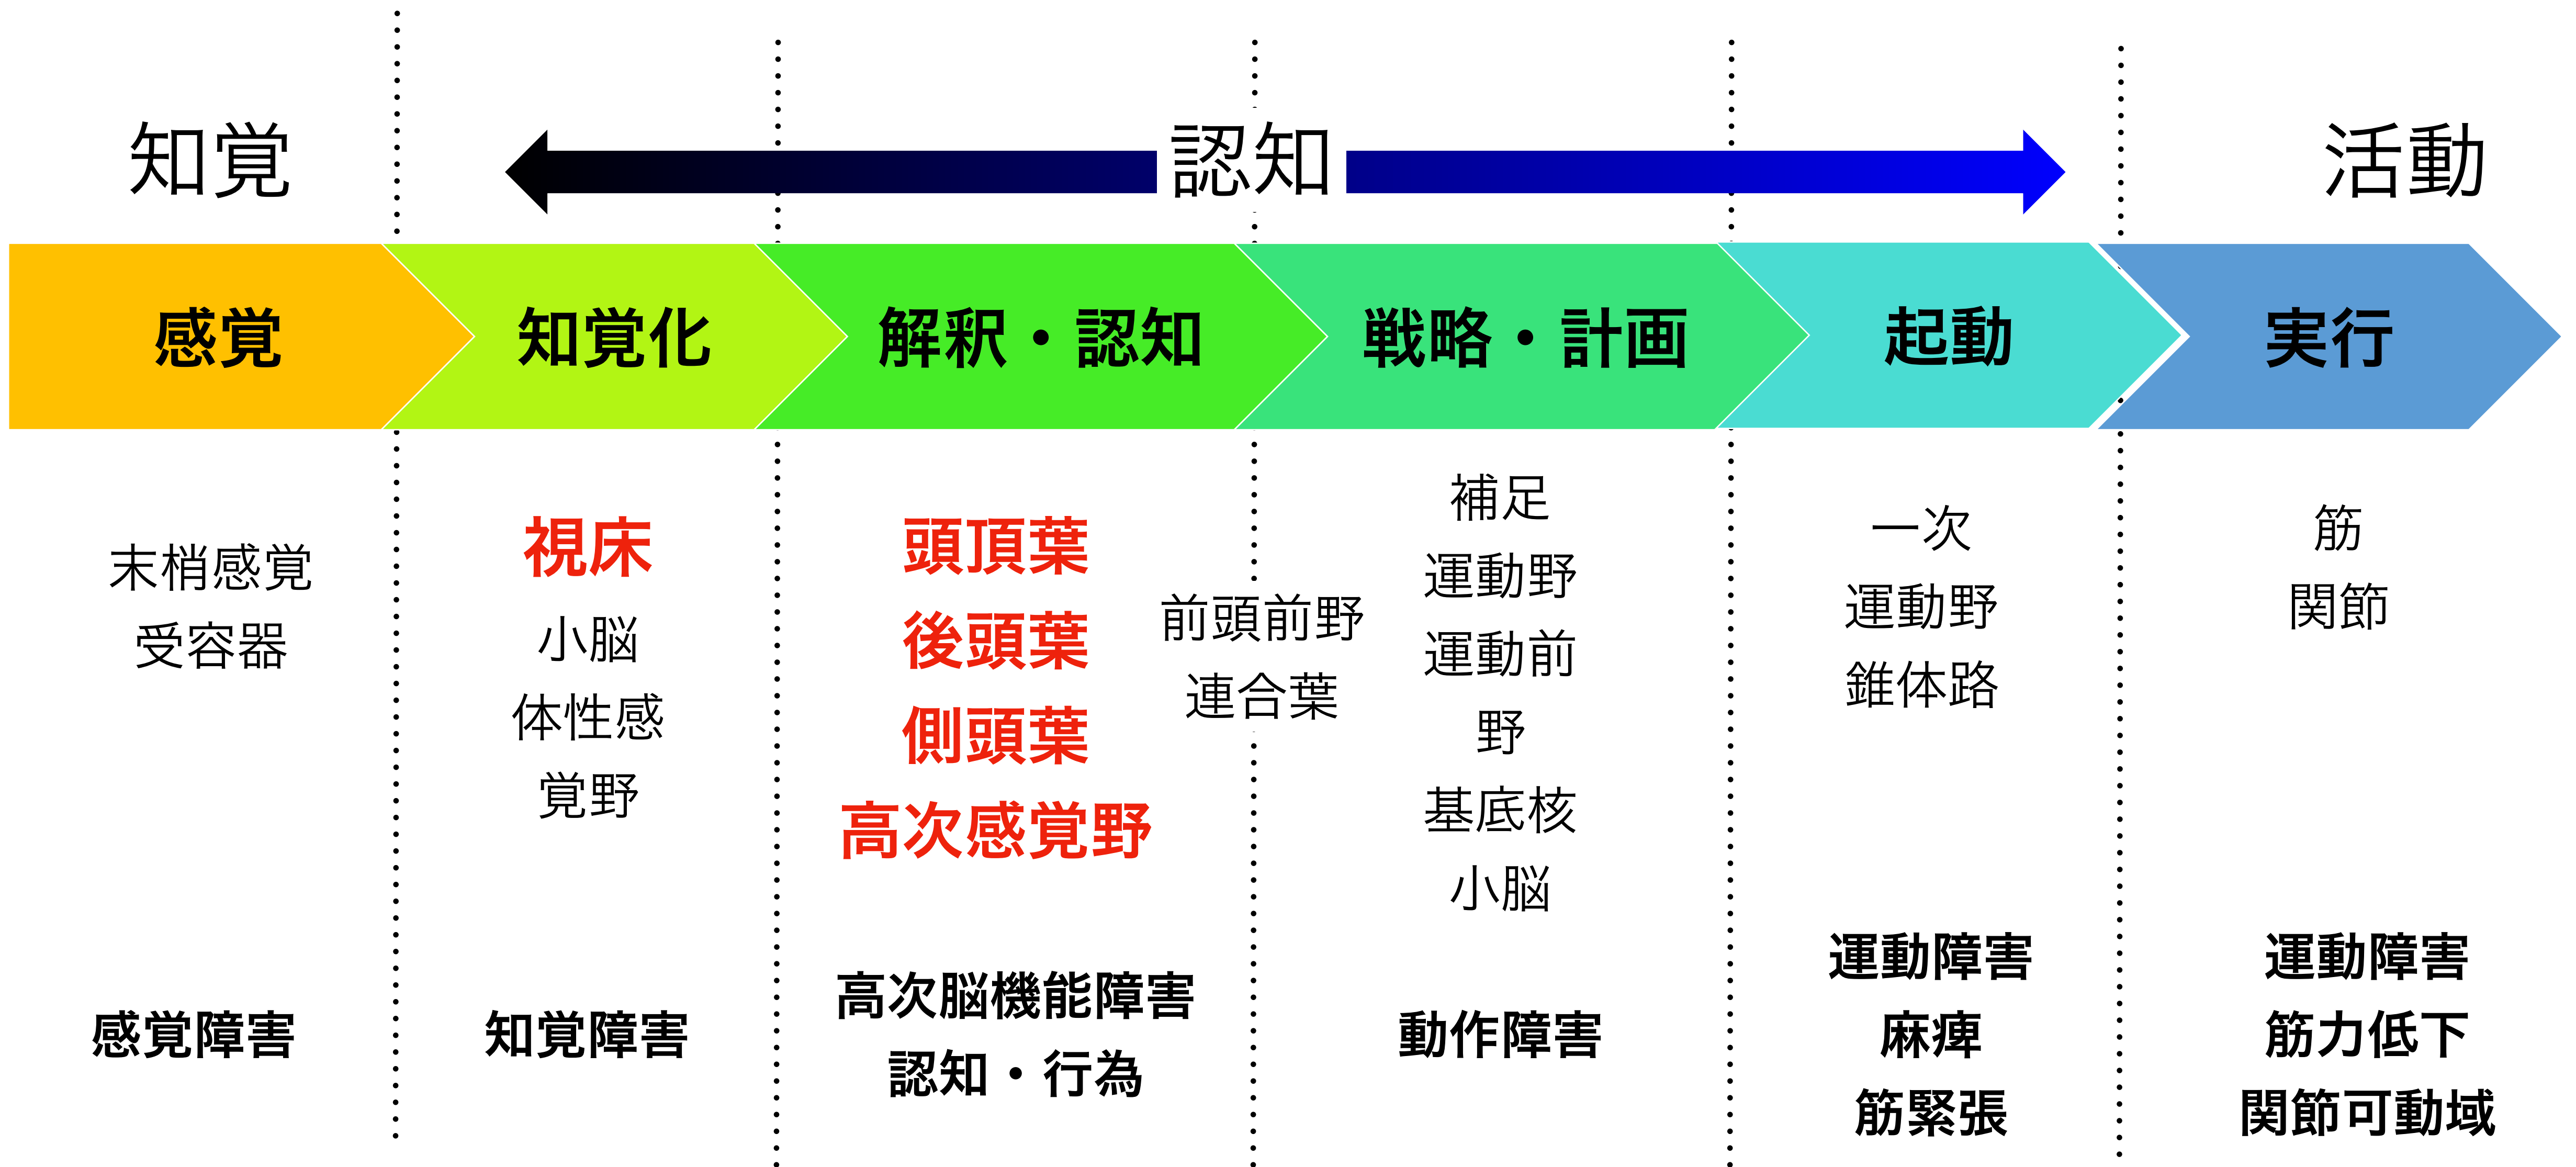 知覚
認知
活動
感覚
知覚化
解釈・認知
戦略・計画
起動
実行
末梢感覚
受容器
視床
小脳
体性感
覚野
頭頂葉
後頭葉
側頭葉
高次感覚野
前頭前野
連合葉
補足
運動野
運動前
野
基底核
小脳
一次
運動野
錐体路
筋
関節
感覚障害
知覚障害
高次脳機能障害
認知・行為
動作障害
運動障害
麻痺
筋緊張
運動障害
筋力低下
関節可動域